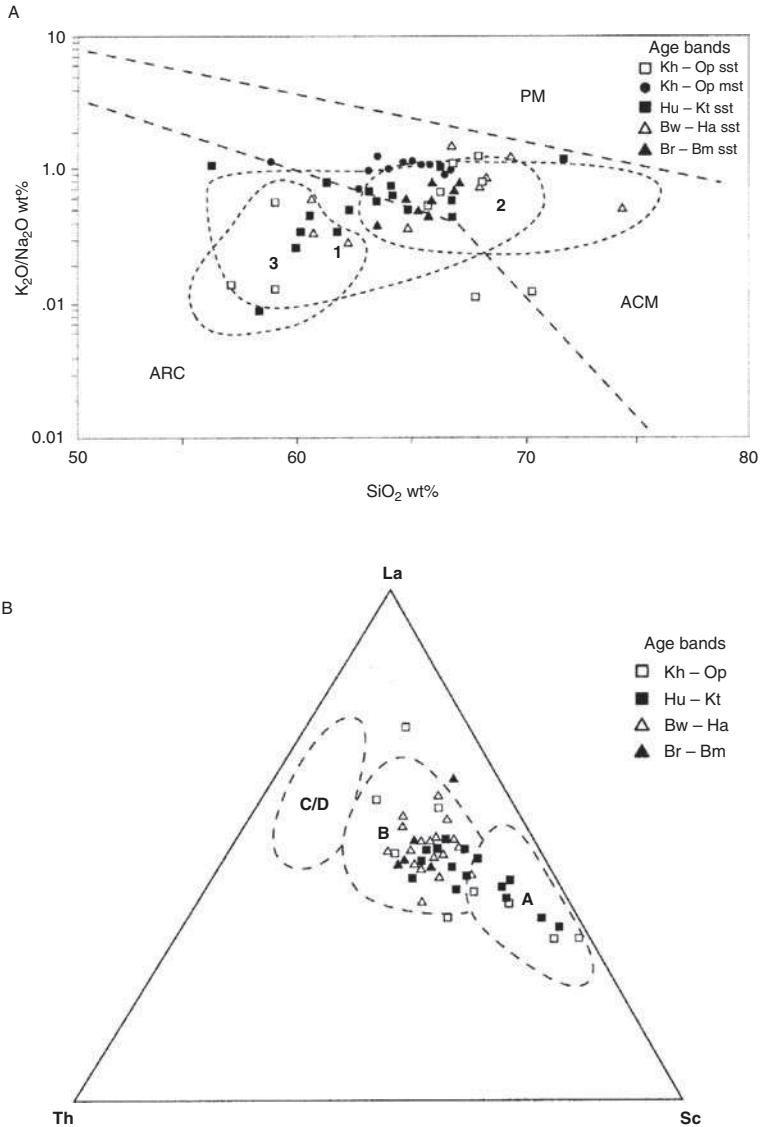 A
10
1.0
.01
0.01
K₂O/Na₂O wt%
50
60
70
80
SiO₂ wt%
Age bands
Kh – Op sst
Kh – Op mst
Hu – Kt sst
Bw – Ha sst
Br – Bm sst
PM
ACM
ARC
1
2
3
B
La
Th
Sc
Age bands
Kh – Op
Hu – Kt
Bw – Ha
Br – Bm
C/D
B
A